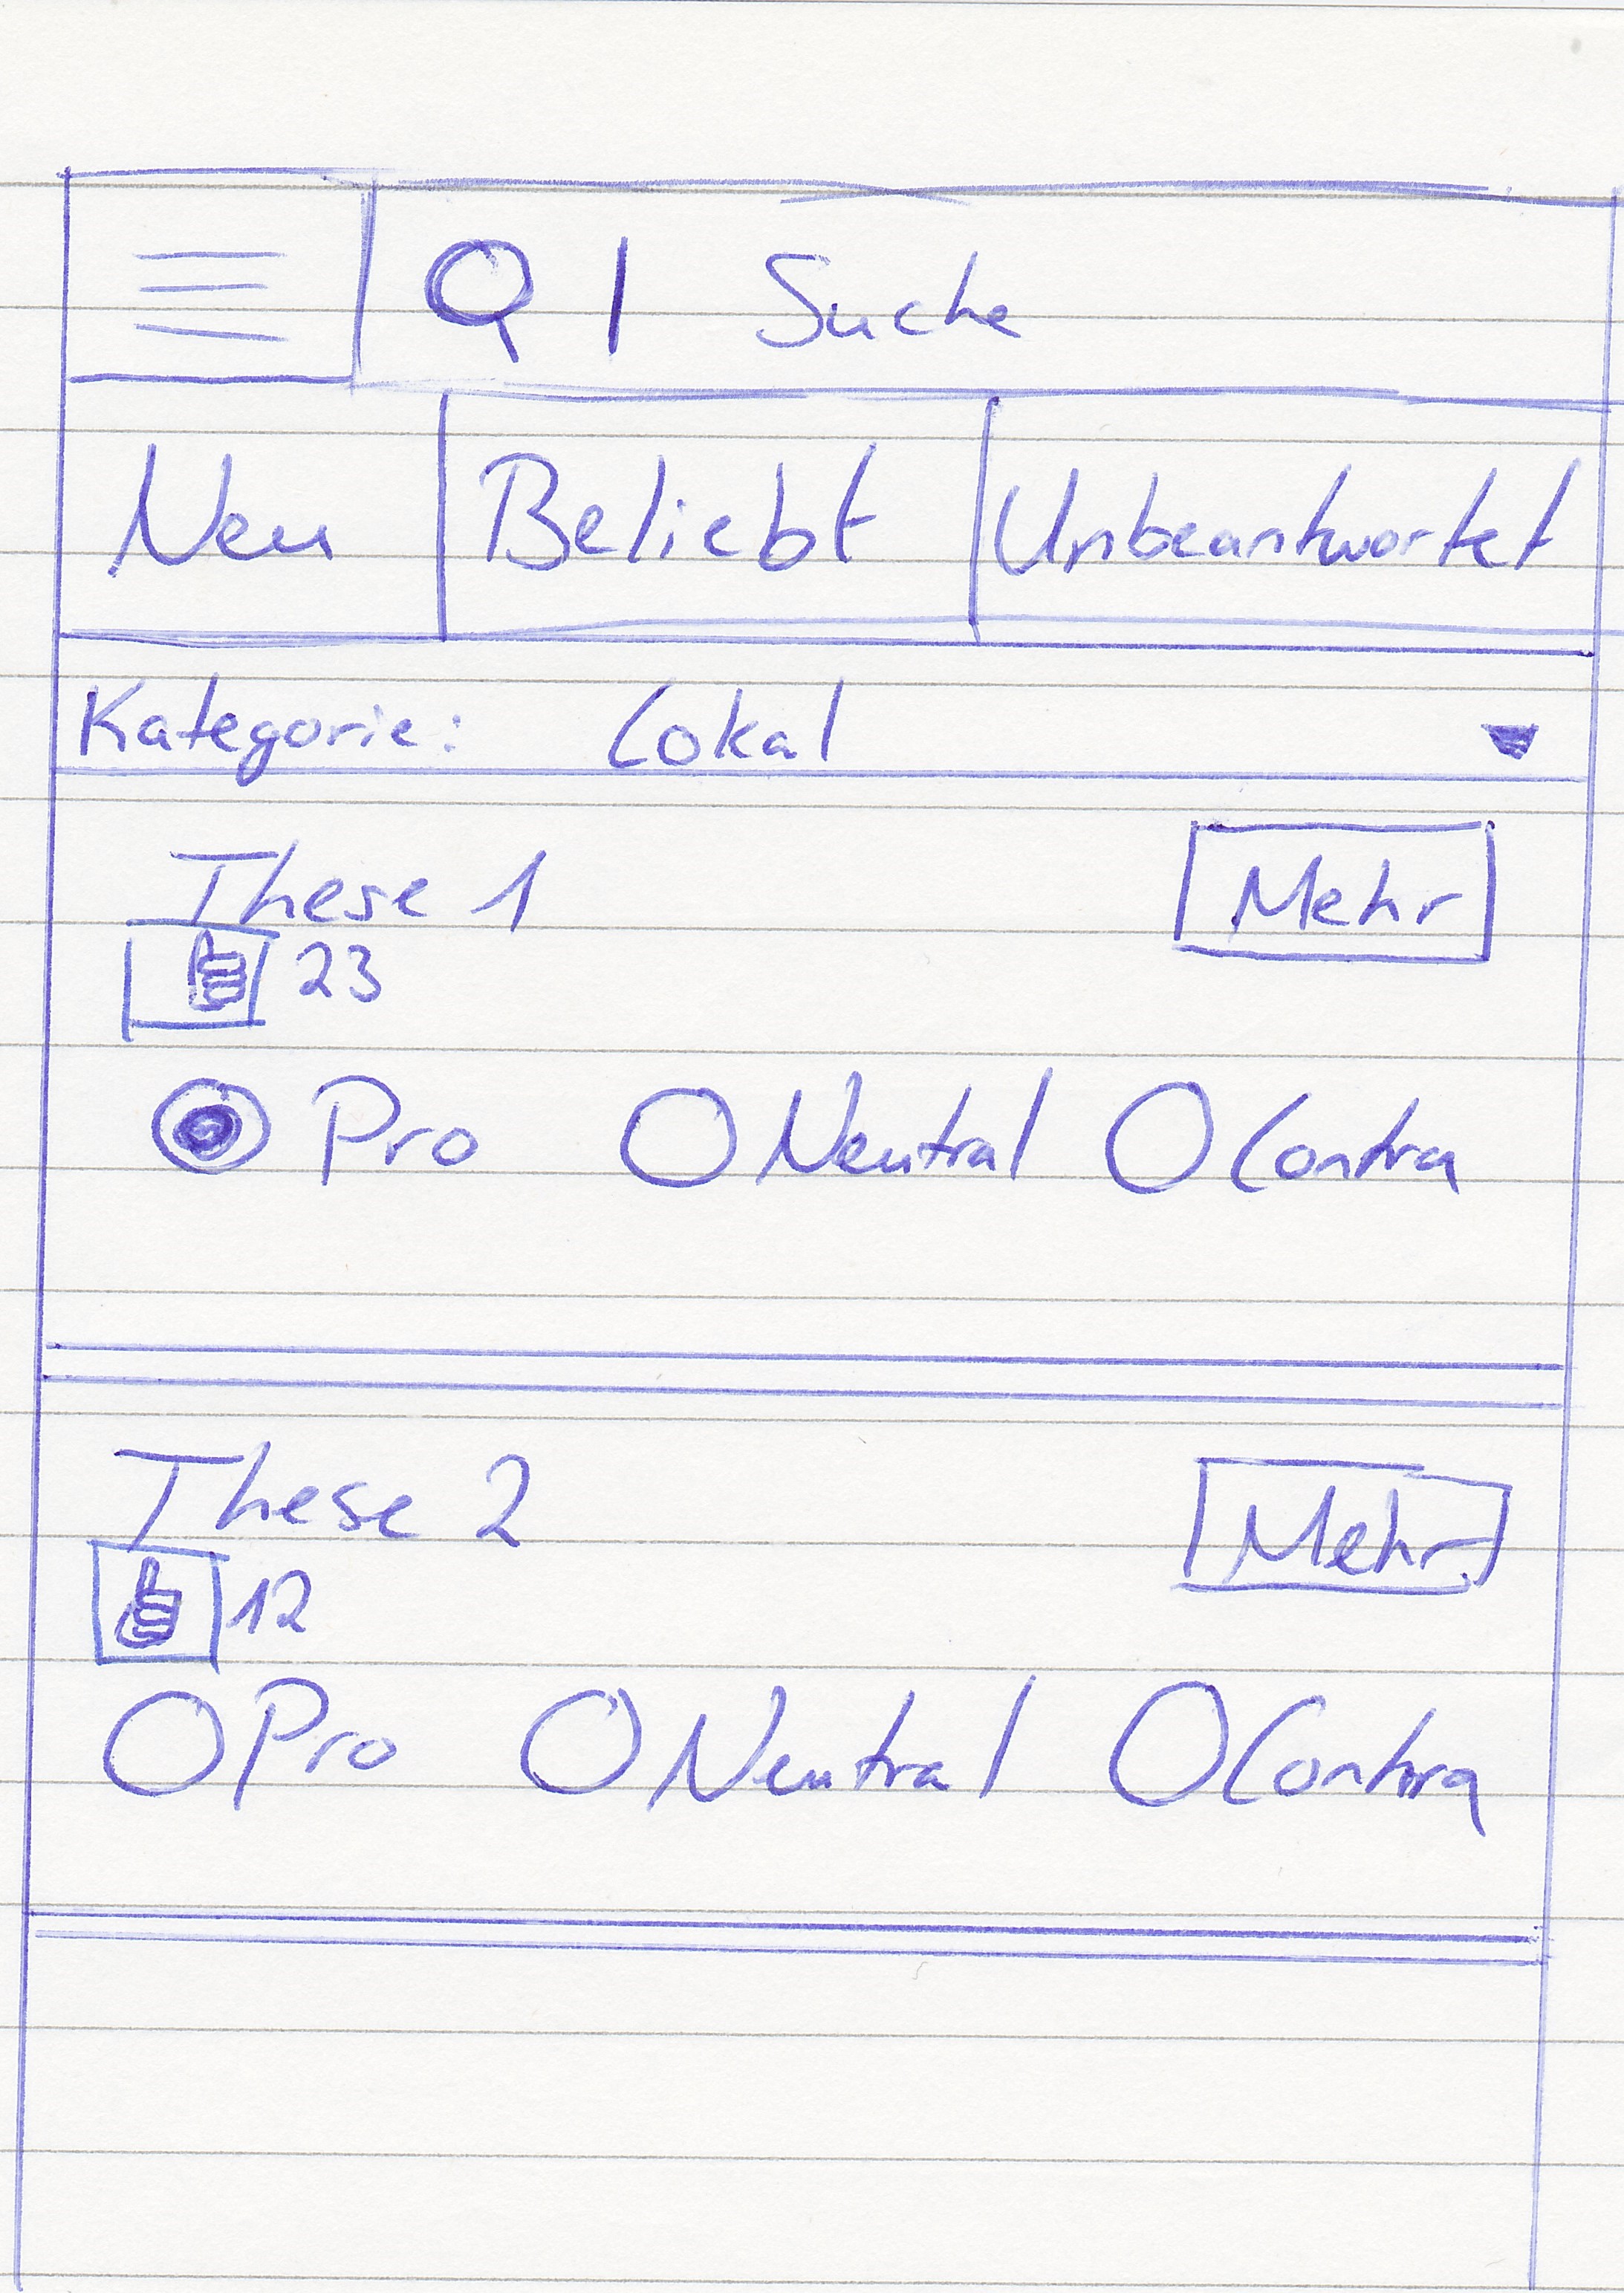 Suche
Neu Beliebt Unbeantwortet
Kategorie: Lokal
These 1 Mehr
23
Pro Neutral Contra
These 2 Mehr
12
Pro Neutral Contra